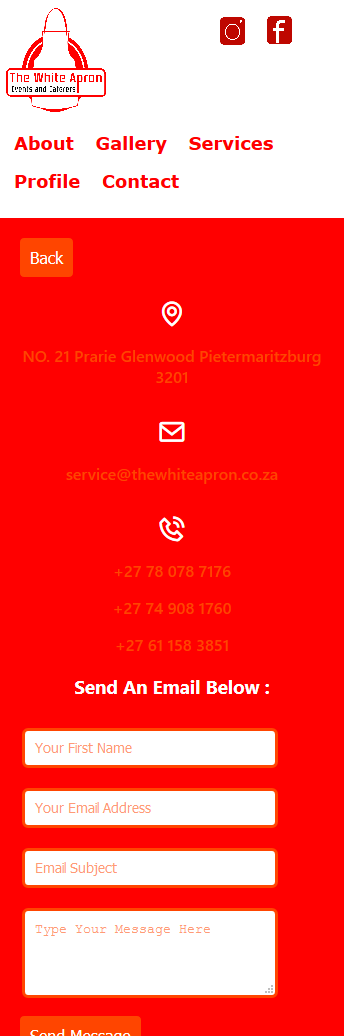 The White Apron
Events and Caterers
About Gallery Services
Profile Contact
Back
NO. 21 Prarie Glenwood Pietermaritzburg
3201
service@thewhiteapron.co.za
+27 78 078 7176
+27 74 908 1760
+27 61 158 3851
Send An Email Below :
Your First Name
Your Email Address
Email Subject
Type Your Message Here
Send Message